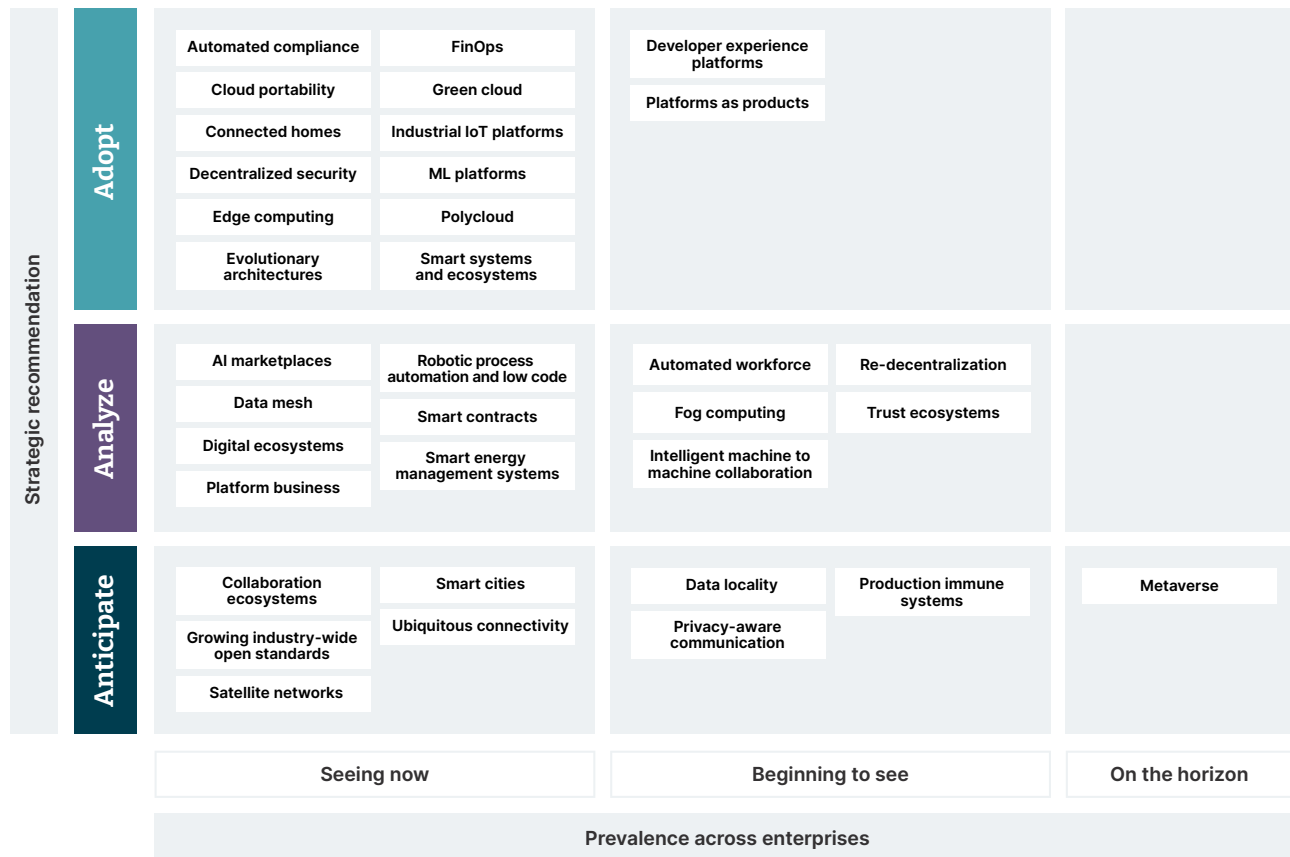 Strategic recommendation
Adopt
Automated compliance
Cloud portability
Connected homes
Decentralized security
Edge computing
Evolutionary
architectures
FinOps
Green cloud
Industrial IoT platforms
ML platforms
Polycloud
Smart systems
and ecosystems
Developer experience
platforms
Platforms as products
Analyze
AI marketplaces
Data mesh
Digital ecosystems
Platform business
Robotic process
automation and low code
Smart contracts
Smart energy
management systems
Automated workforce
Fog computing
Intelligent machine to
machine collaboration
Re-decentralization
Trust ecosystems
Anticipate
Collaboration
ecosystems
Growing industry-wide
open standards
Satellite networks
Smart cities
Ubiquitous connectivity
Data locality
Privacy-aware
communication
Production immune
systems
Metaverse
Seeing now
Beginning to see
On the horizon
Prevalence across enterprises